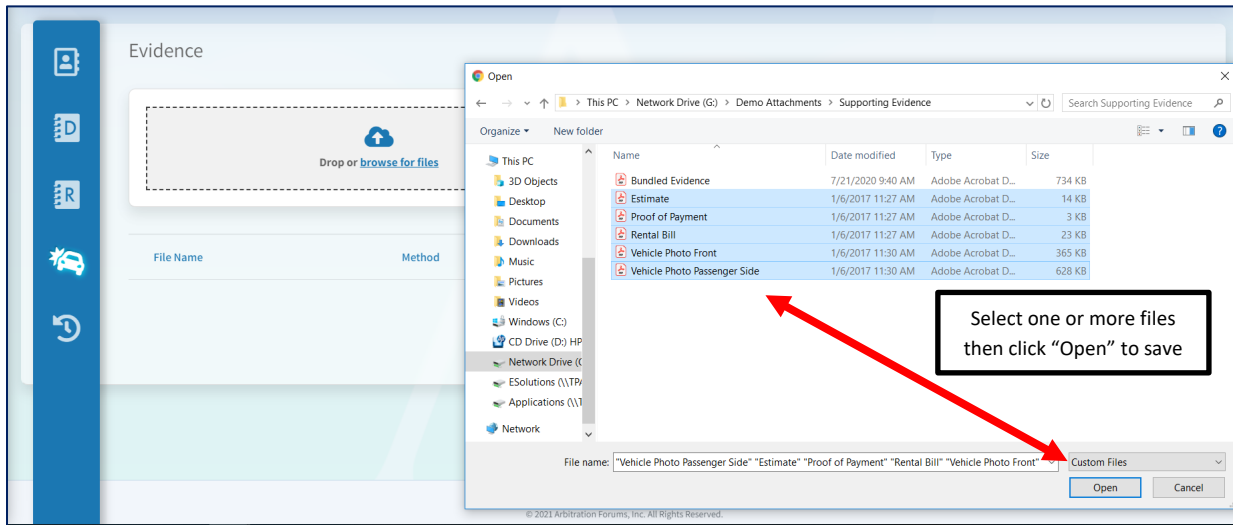 Evidence
D
R
Drop or browse for files
File Name
Method
Open
This PC > Network Drive (G:) > Demo Attachments > Supporting Evidence
Search Supporting Evidence
Organize
New folder
This PC
3D Objects
Desktop
Documents
Downloads
Music
Pictures
Videos
Windows (C:)
CD Drive (D:) HP
Network Drive (
ESolutions (\\TP
Applications (\\
Network
Name Date modified Type Size
Bundled Evidence 7/21/2020 9:40 AM Adobe Acrobat D... 734 KB
Estimate 1/6/2017 11:27 AM Adobe Acrobat D... 14 KB
Proof of Payment 1/6/2017 11:27 AM Adobe Acrobat D... 3 KB
Rental Bill 1/6/2017 11:27 AM Adobe Acrobat D... 23 KB
Vehicle Photo Front 1/6/2017 11:30 AM Adobe Acrobat D... 365 KB
Vehicle Photo Passenger Side 1/6/2017 11:30 AM Adobe Acrobat D... 628 KB
Select one or more files
then click “Open” to save
File name: "Vehicle Photo Passenger Side" "Estimate" "Proof of Payment" "Rental Bill" "Vehicle Photo Front"
Custom Files
Open
Cancel
© 2021 Arbitration Forums, Inc. All Rights Reserved.